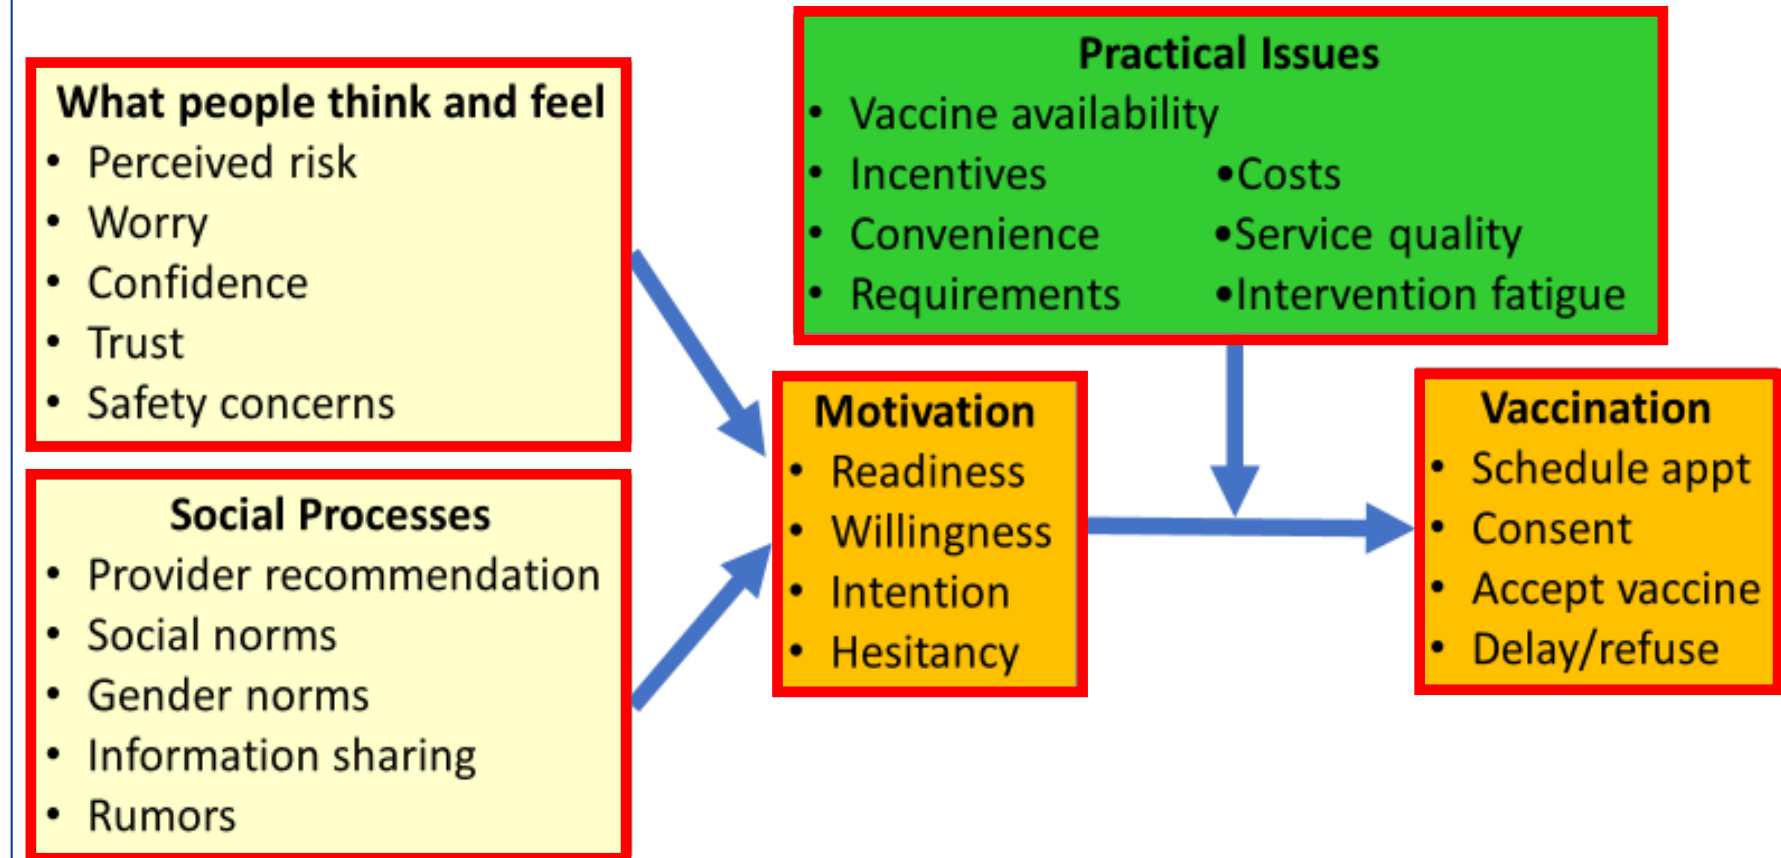 What people think and feel
• Perceived risk
• Worry
• Confidence
• Trust
• Safety concerns
Social Processes
• Provider recommendation
• Social norms
• Gender norms
• Information sharing
• Rumors
Practical Issues
• Vaccine availability
• Incentives •Costs
• Convenience •Service quality
• Requirements •Intervention fatigue
Motivation
• Readiness
• Willingness
• Intention
• Hesitancy
Vaccination
• Schedule appt
• Consent
• Accept vaccine
• Delay/refuse